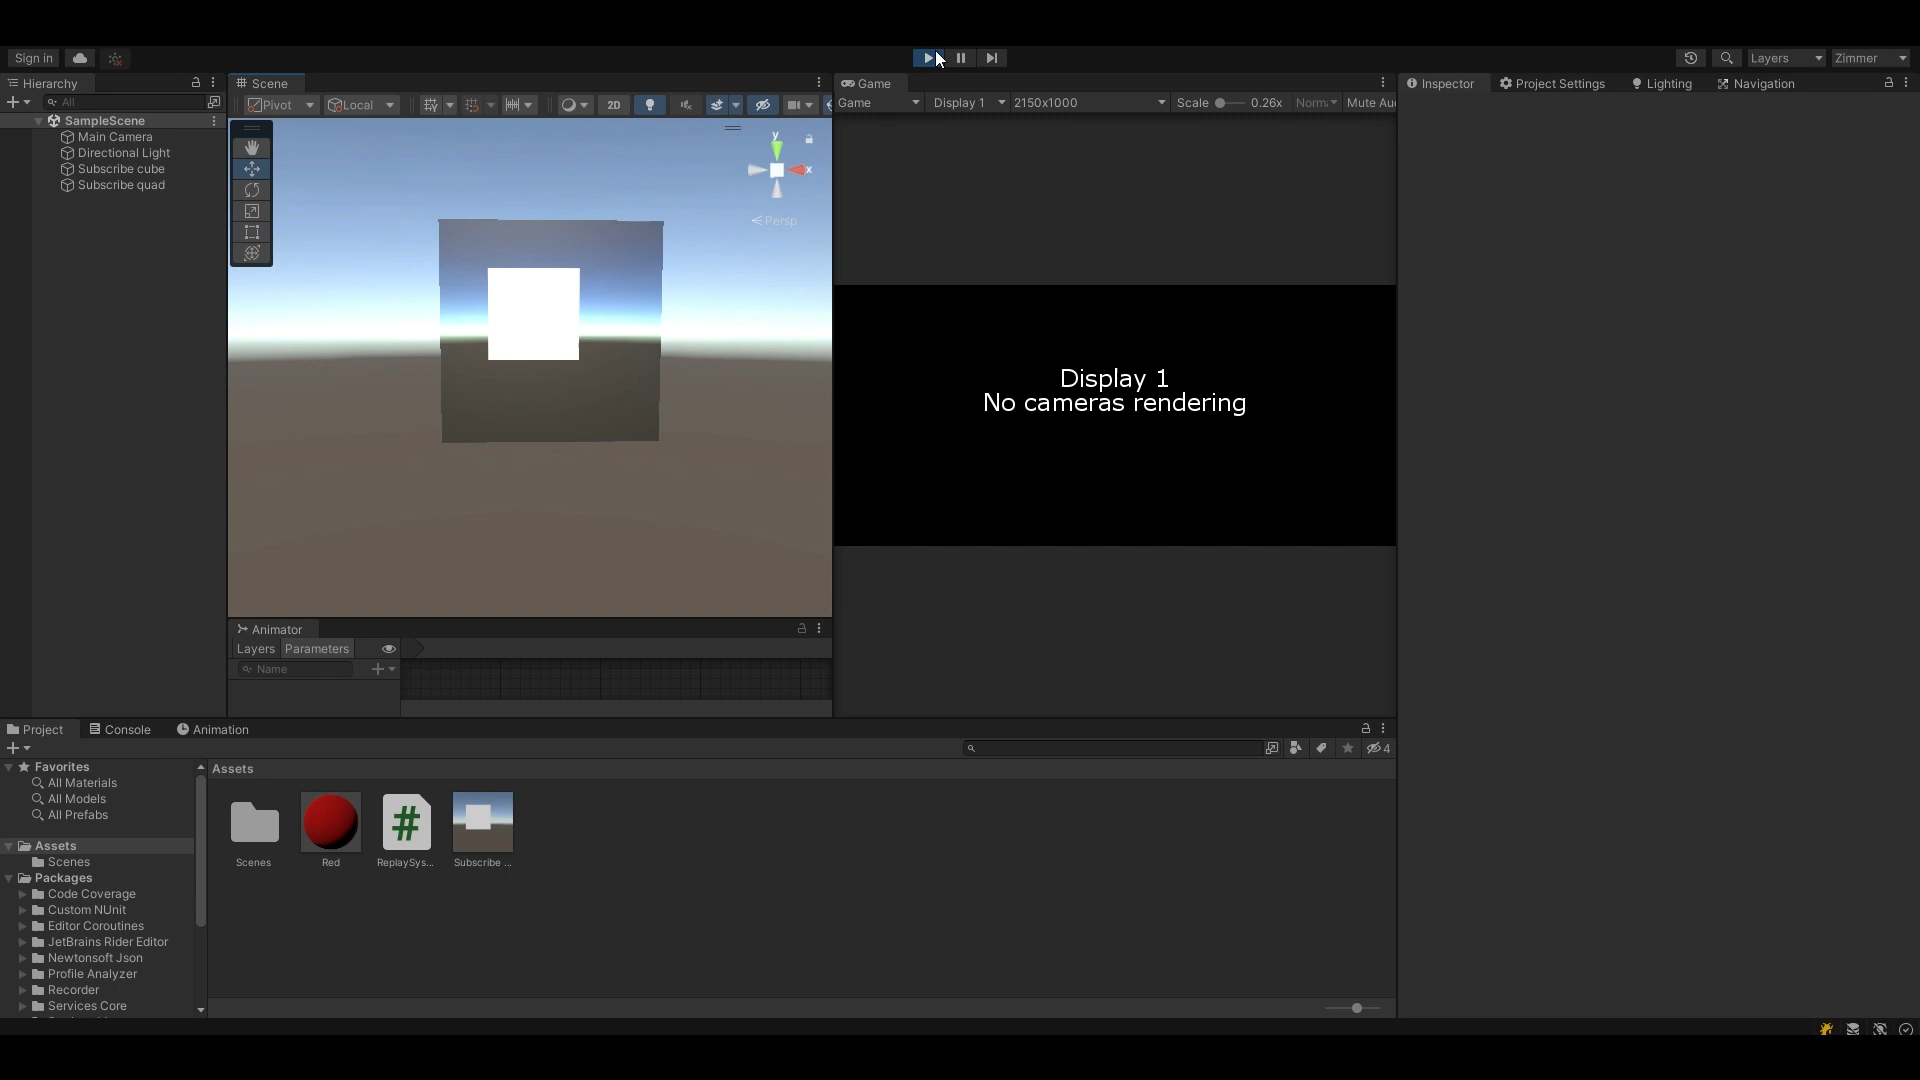 Sign in
Layers
Zimmer
Hierarchy
Scene
Game
Inspector
Project Settings
Lighting
Navigation
All
Pivot
Local
2D
Game
Display 1
2150x1000
Scale
0.26x
Mute
SampleScene
Main Camera
Directional Light
Subscribe cube
Subscribe quad
y
x
Persp
Display 1
No cameras rendering
Animator
Layers
Parameters
Name
Project
Console
Animation
4
Favorites
All Materials
All Models
All Prefabs
Assets
Scenes
Packages
Code Coverage
Custom NUnit
Editor Coroutines
JetBrains Rider Editor
Newtonsoft Json
Profile Analyzer
Recorder
Services Core
Assets
#
Scenes
Red
ReplaySys...
Subscribe ...